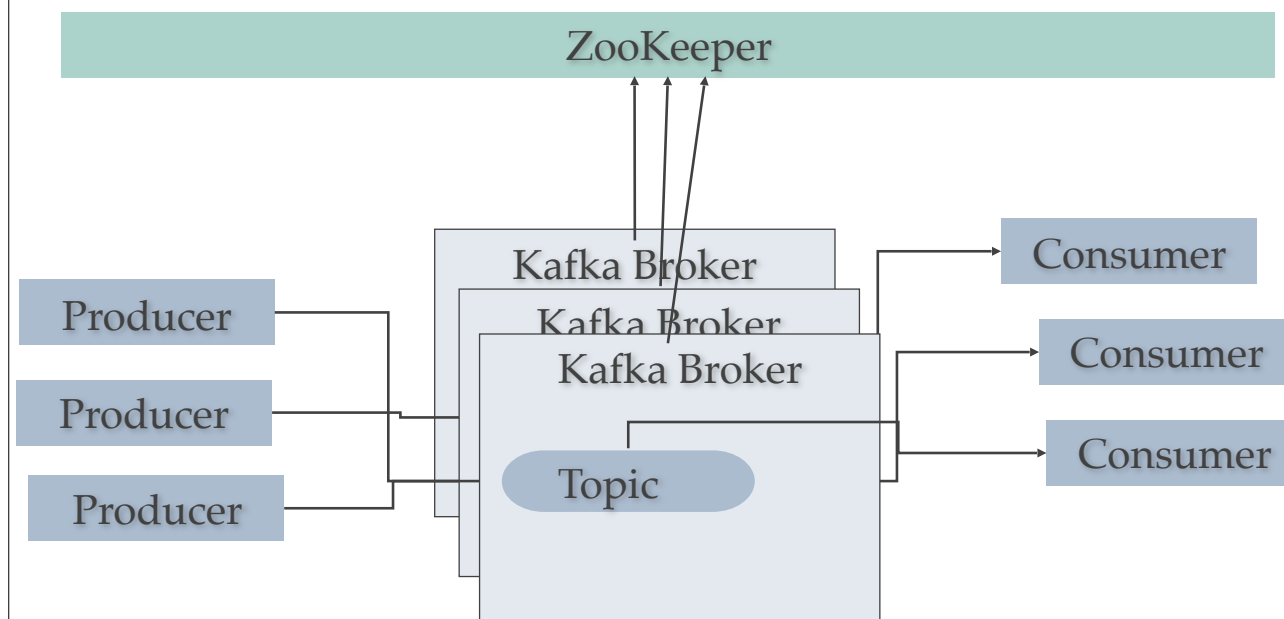 ZooKeeper
Kafka Broker
Kafka Broker
Kafka Broker
Producer
Producer
Producer
Topic
Consumer
Consumer
Consumer